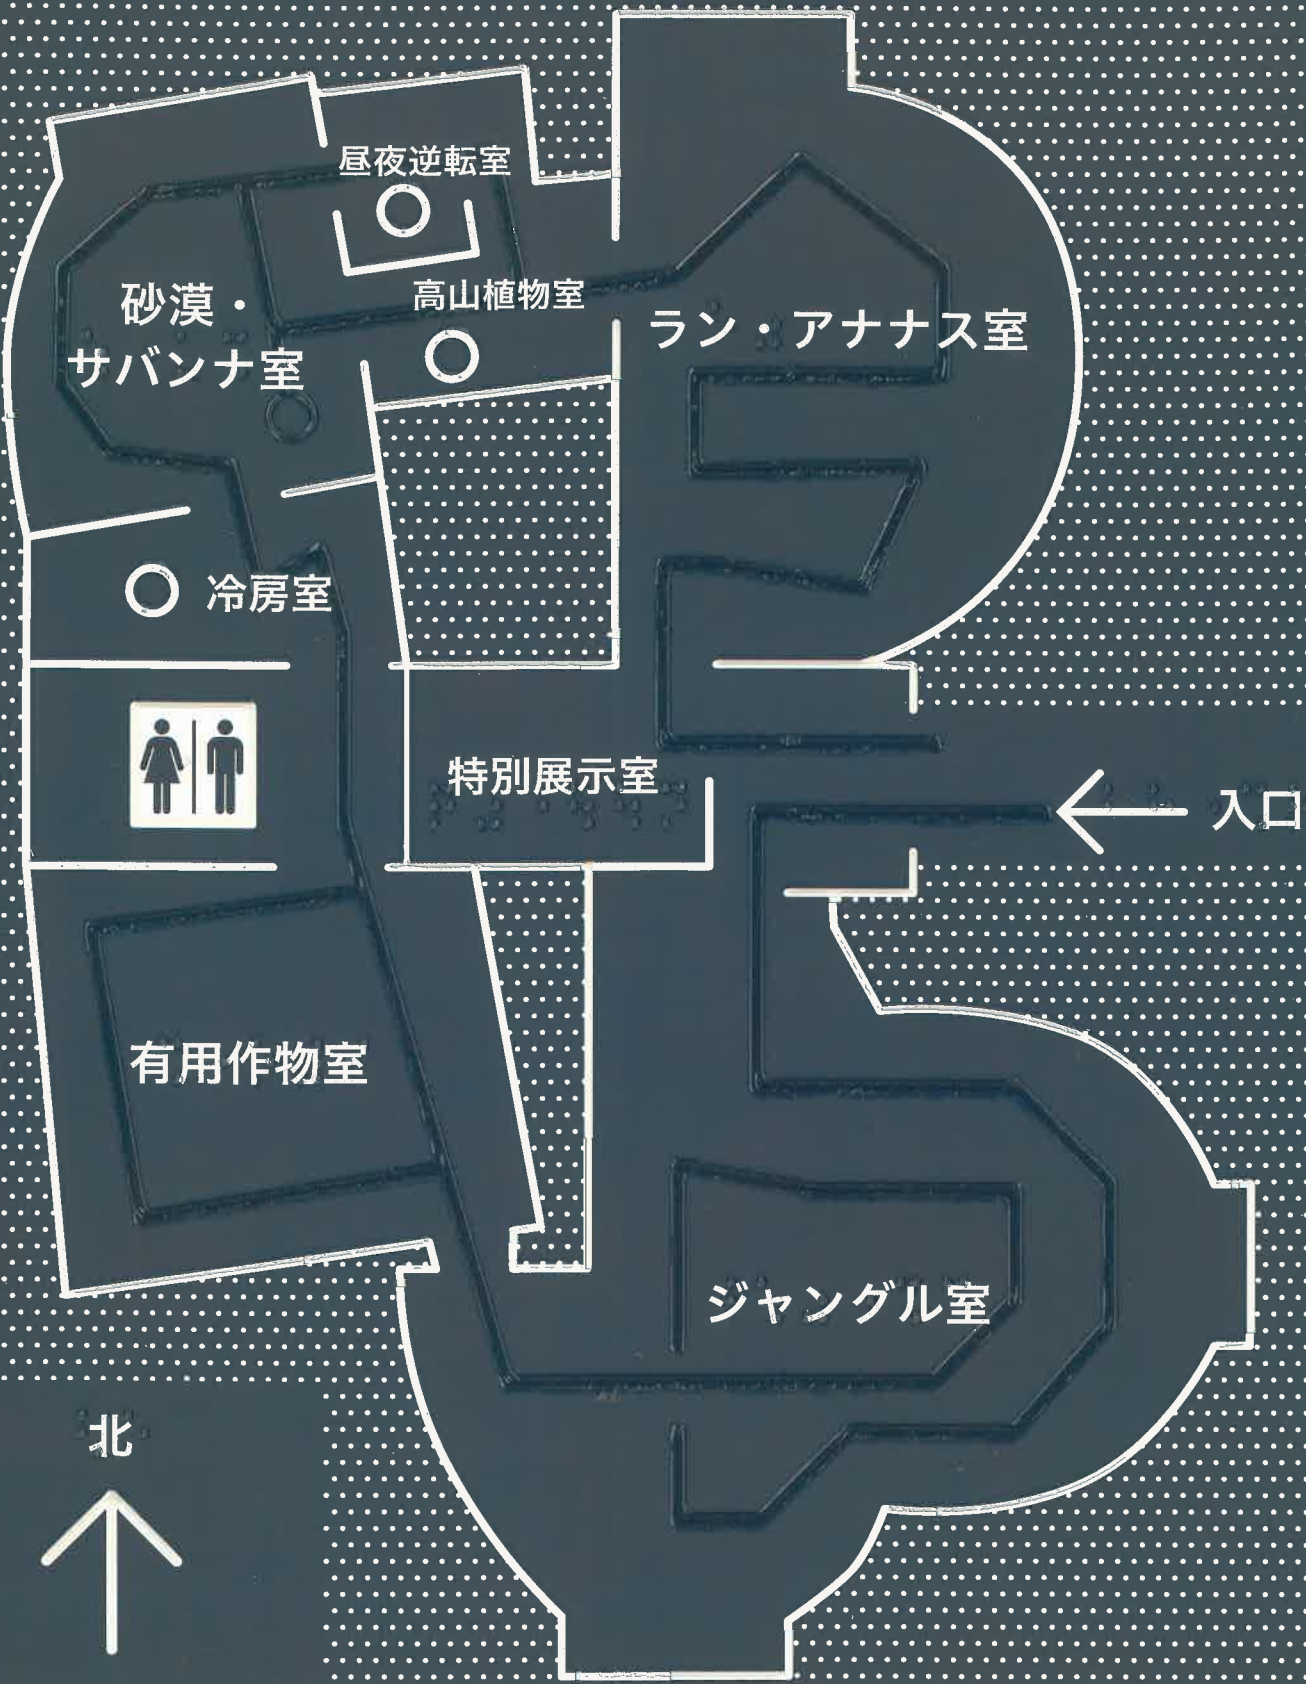 昼夜逆転室
高山植物室
砂漠・
サバンナ室
ラン・アナナス室
冷房室
特別展示室
入口
有用作物室
ジャングル室
北